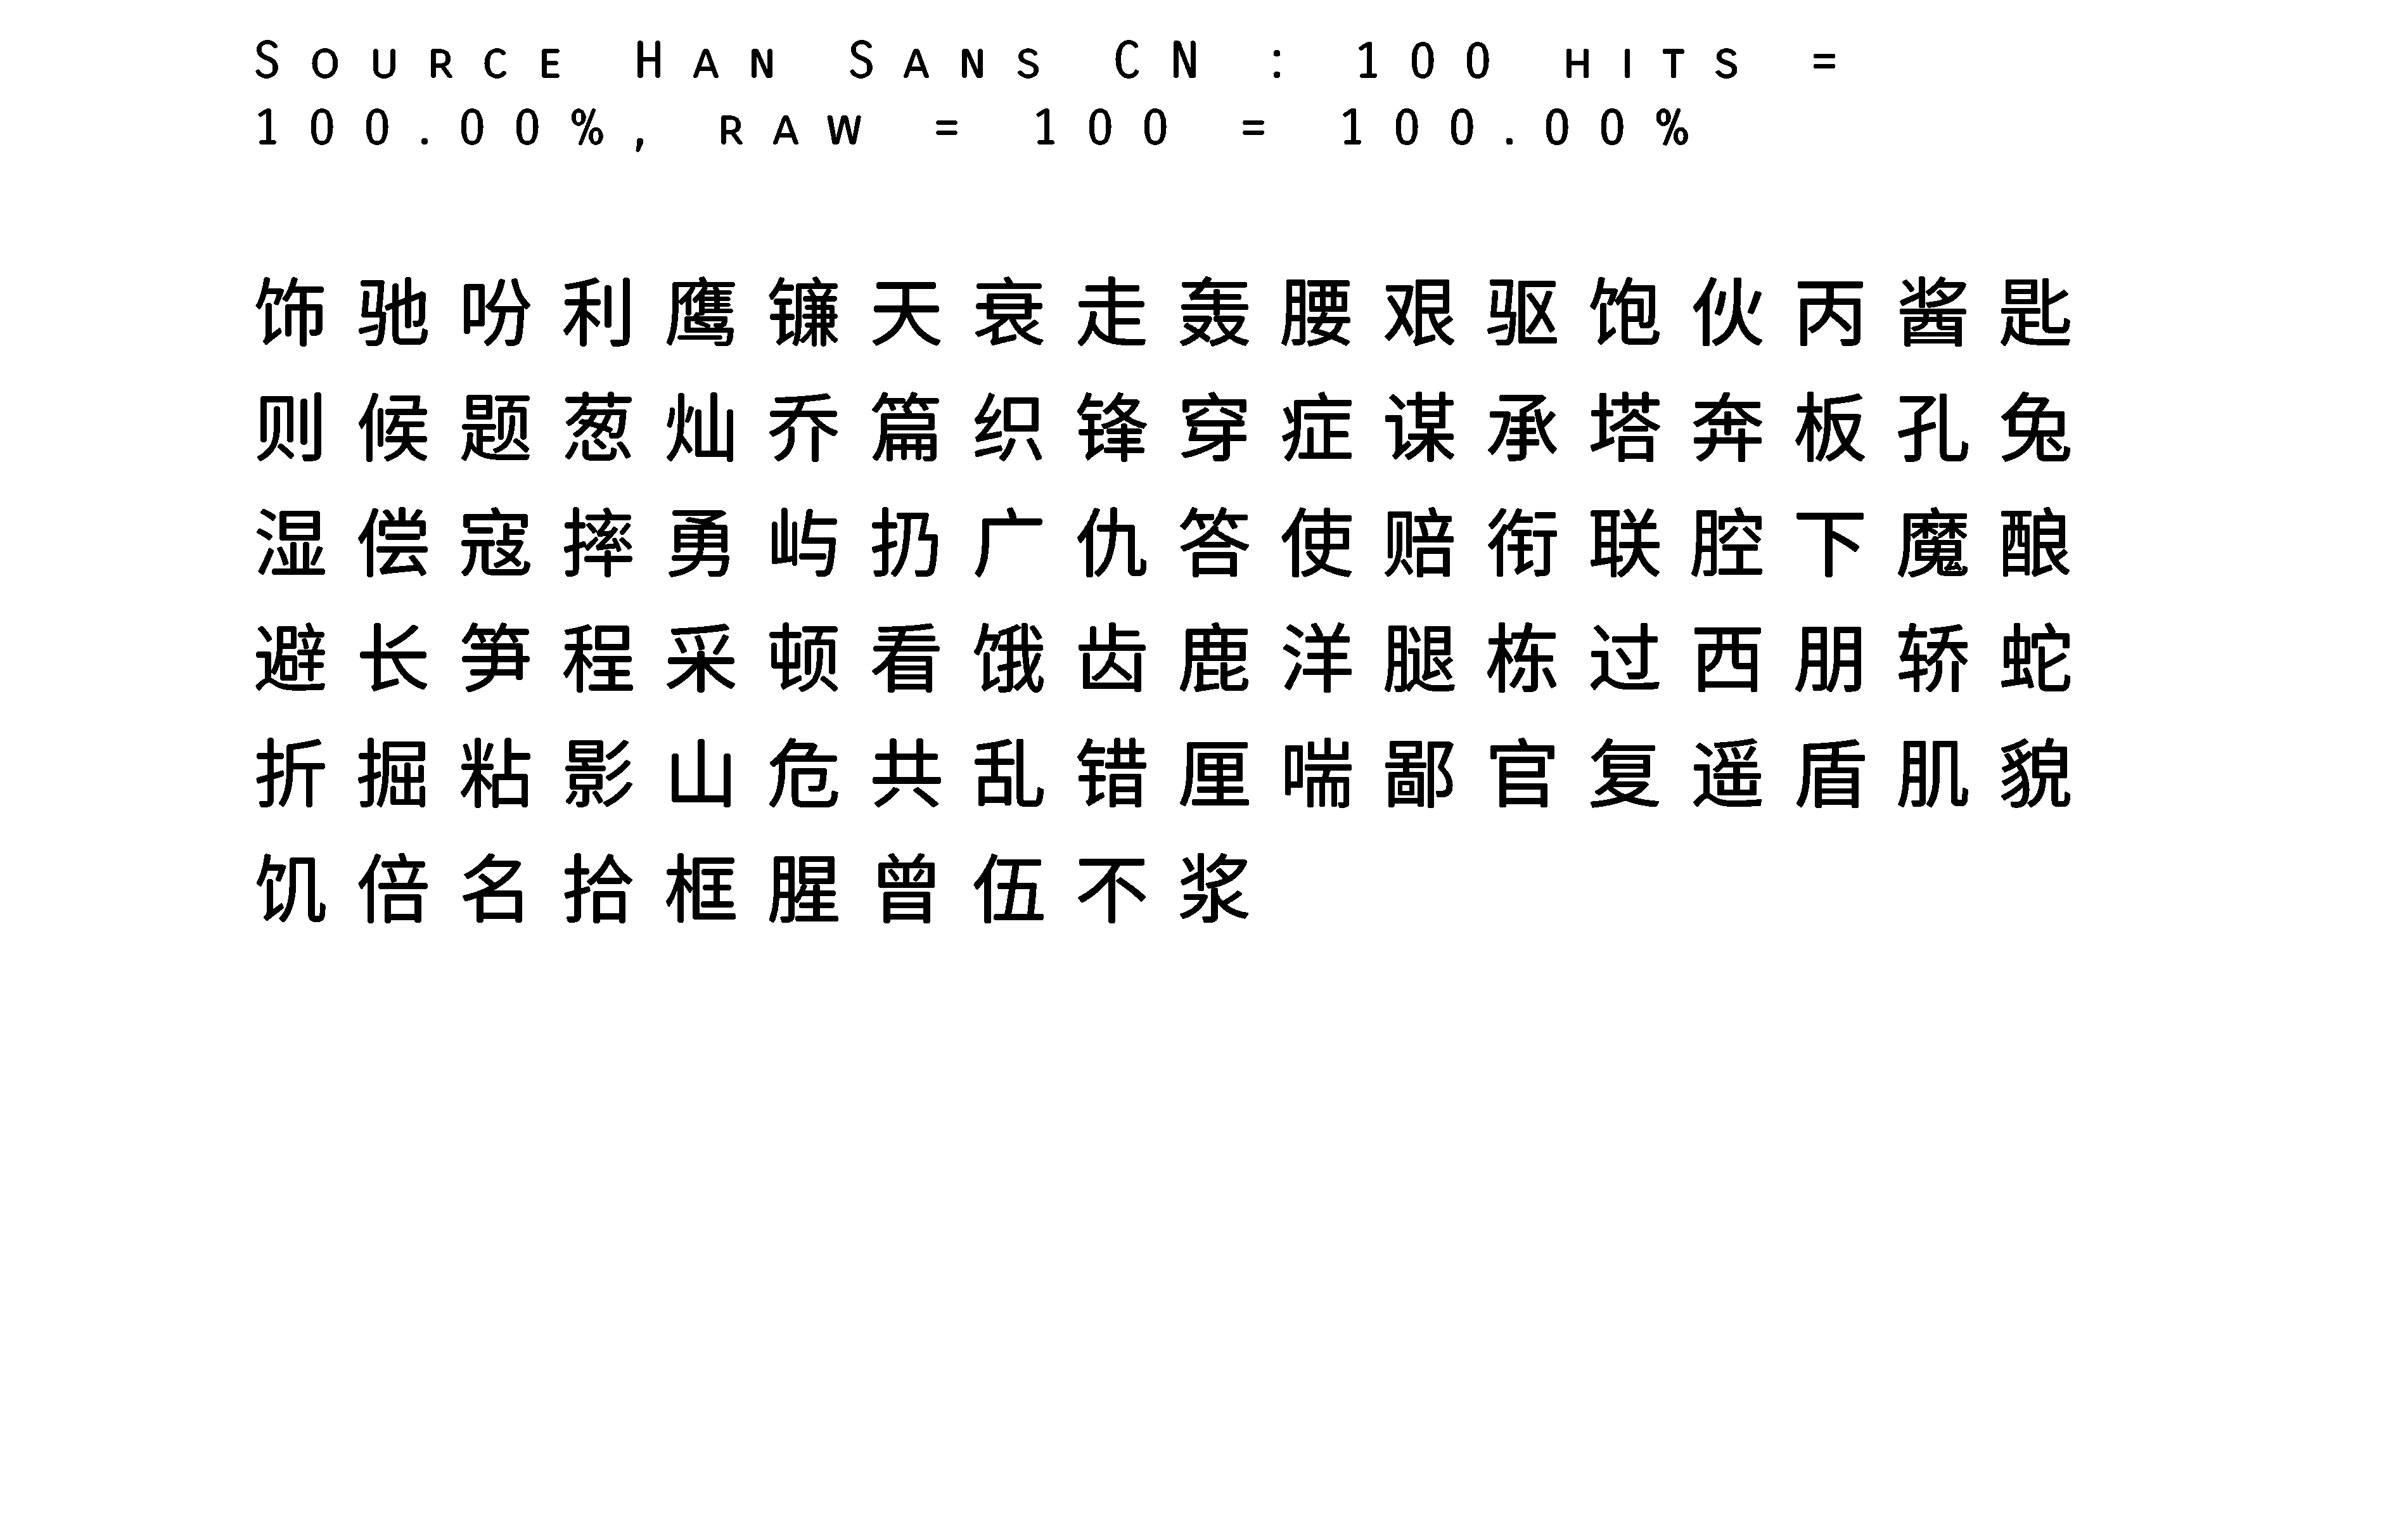 Source Han Sans CN : 100 hits =
100.00%, raw = 100 = 100.00%
饰驰吩利鹰镰天衰走轰腰艰驱饱伙丙酱匙
则候题葱灿乔篇织锋穿症谋承塔奔板孔兔
湿偿寇摔勇屿扔广仇答使赔衔联腔下魔酿
避长笋程采顿看饿齿鹿洋腿栋过西朋轿蛇
折掘粘影山危共乱错厘喘鄙官复遥盾肌貌
饥倍名拾框腥曾伍不浆